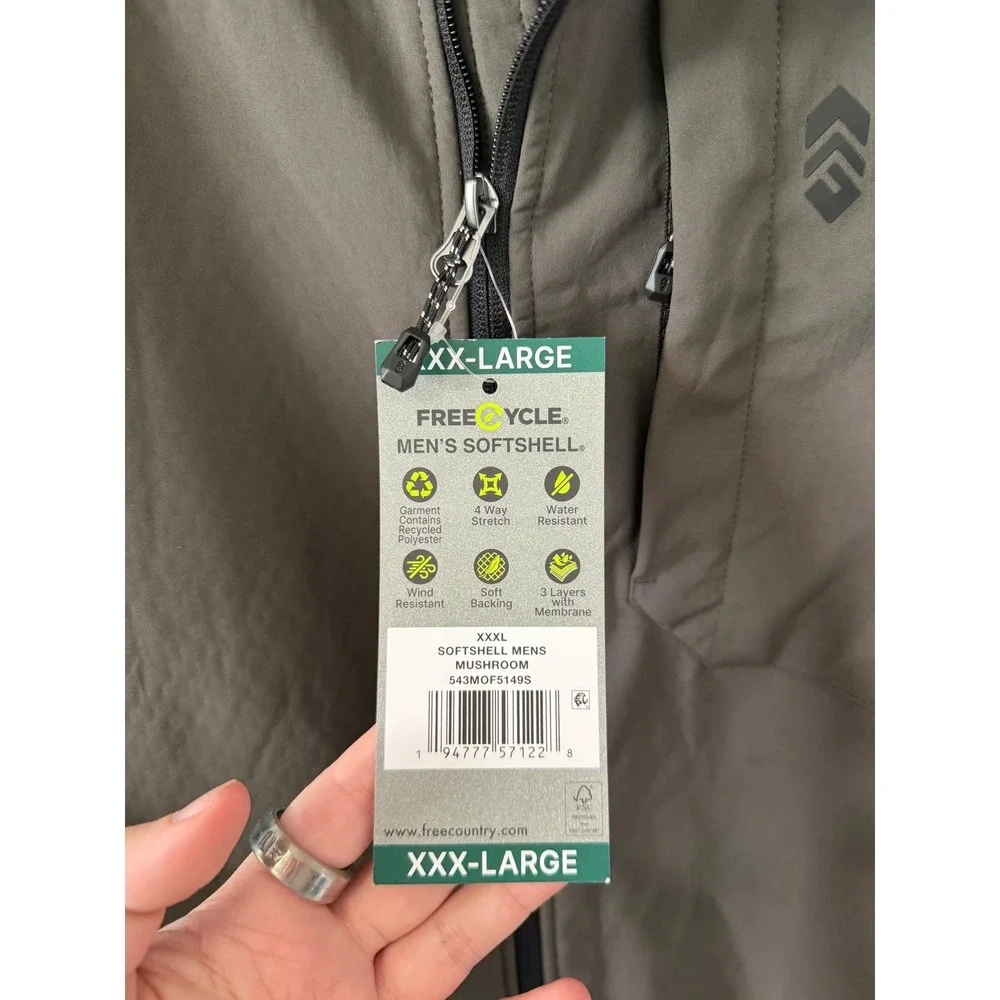 XXX-LARGE
FREECYCLE®
MEN'S SOFTSHELL®
Garment
Contains
Recycled
Polyester
4 Way
Stretch
Water
Resistant
Wind
Resistant
Soft
Backing
3 Layers
with
Membrane
XXXL
SOFTSHELL MENS
MUSHROOM
543MOF5149S
1 94777 57122 8
FSC
www.freecountry.com
XXX-LARGE